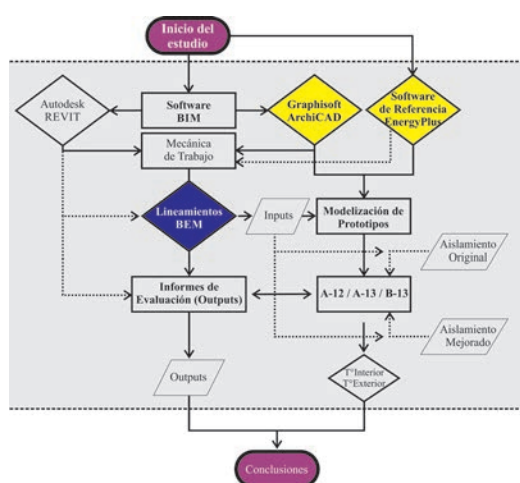 Inicio del
estudio
Autodesk
REVIT
Software
BIM
Graphisoft
ArchiCAD
Software
de Referencia
EnergyPlus
Mecánica
de Trabajo
Lineamientos
BEM
Inputs
Modelización de
Prototipos
Aislamiento
Original
Informes de
Evaluación (Outputs)
A-12 / A-13 / B-13
Aislamiento
Mejorado
Outputs
T°Interior
T°Exterior
Conclusiones